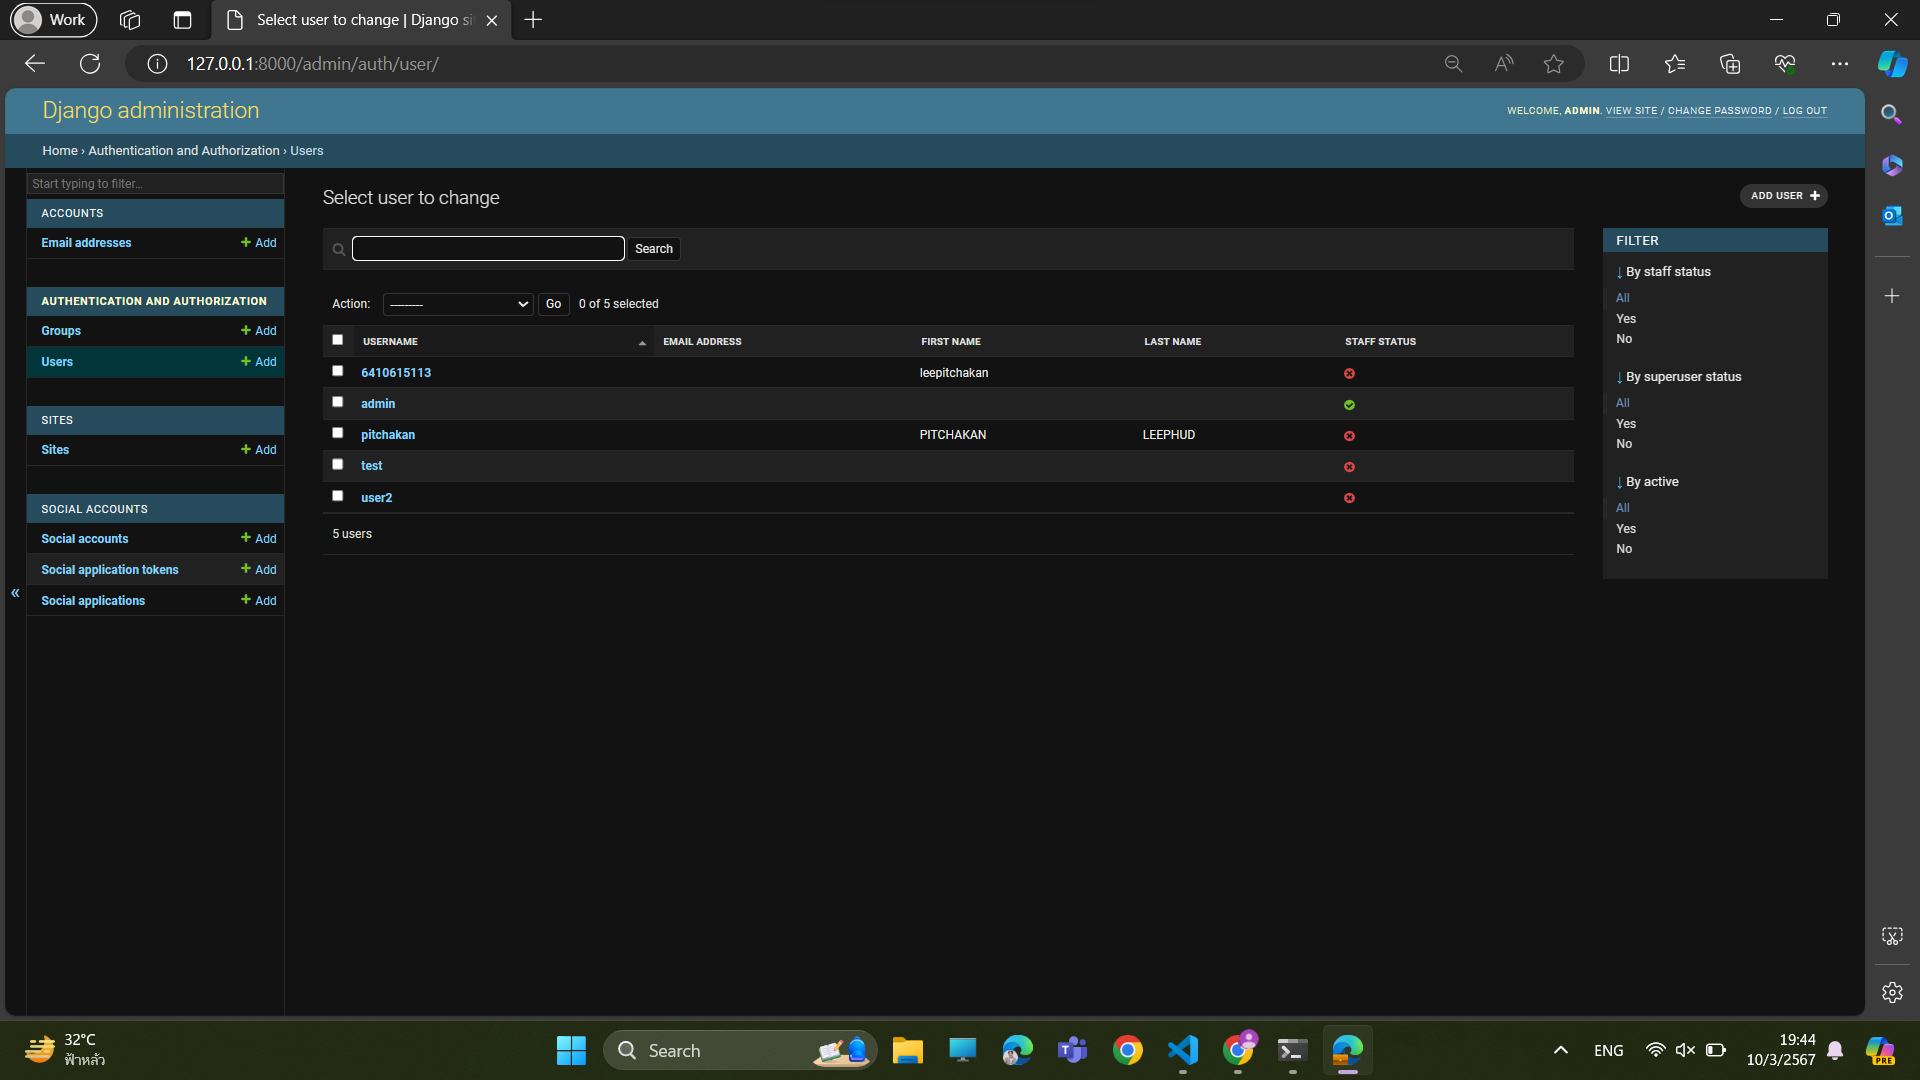 Work
Select user to change | Django si
127.0.0.1:8000/admin/auth/user/
Django administration
WELCOME, ADMIN. VIEW SITE / CHANGE PASSWORD / LOG OUT
Home › Authentication and Authorization › Users
Start typing to filter...
ACCOUNTS
Email addresses + Add
AUTHENTICATION AND AUTHORIZATION
Groups + Add
Users + Add
SITES
Sites + Add
SOCIAL ACCOUNTS
Social accounts + Add
Social application tokens + Add
Social applications + Add
«
Select user to change
ADD USER +
Search
Action: --------- Go 0 of 5 selected
USERNAME EMAIL ADDRESS FIRST NAME LAST NAME STAFF STATUS
6410615113 leepitchakan
admin
pitchakan PITCHAKAN LEEPHUD
test
user2
5 users
FILTER
↓ By staff status
All
Yes
No
↓ By superuser status
All
Yes
No
↓ By active
All
Yes
No
32°C
ฟ้าหลัว
Search
ENG
19:44
10/3/2567
PRE